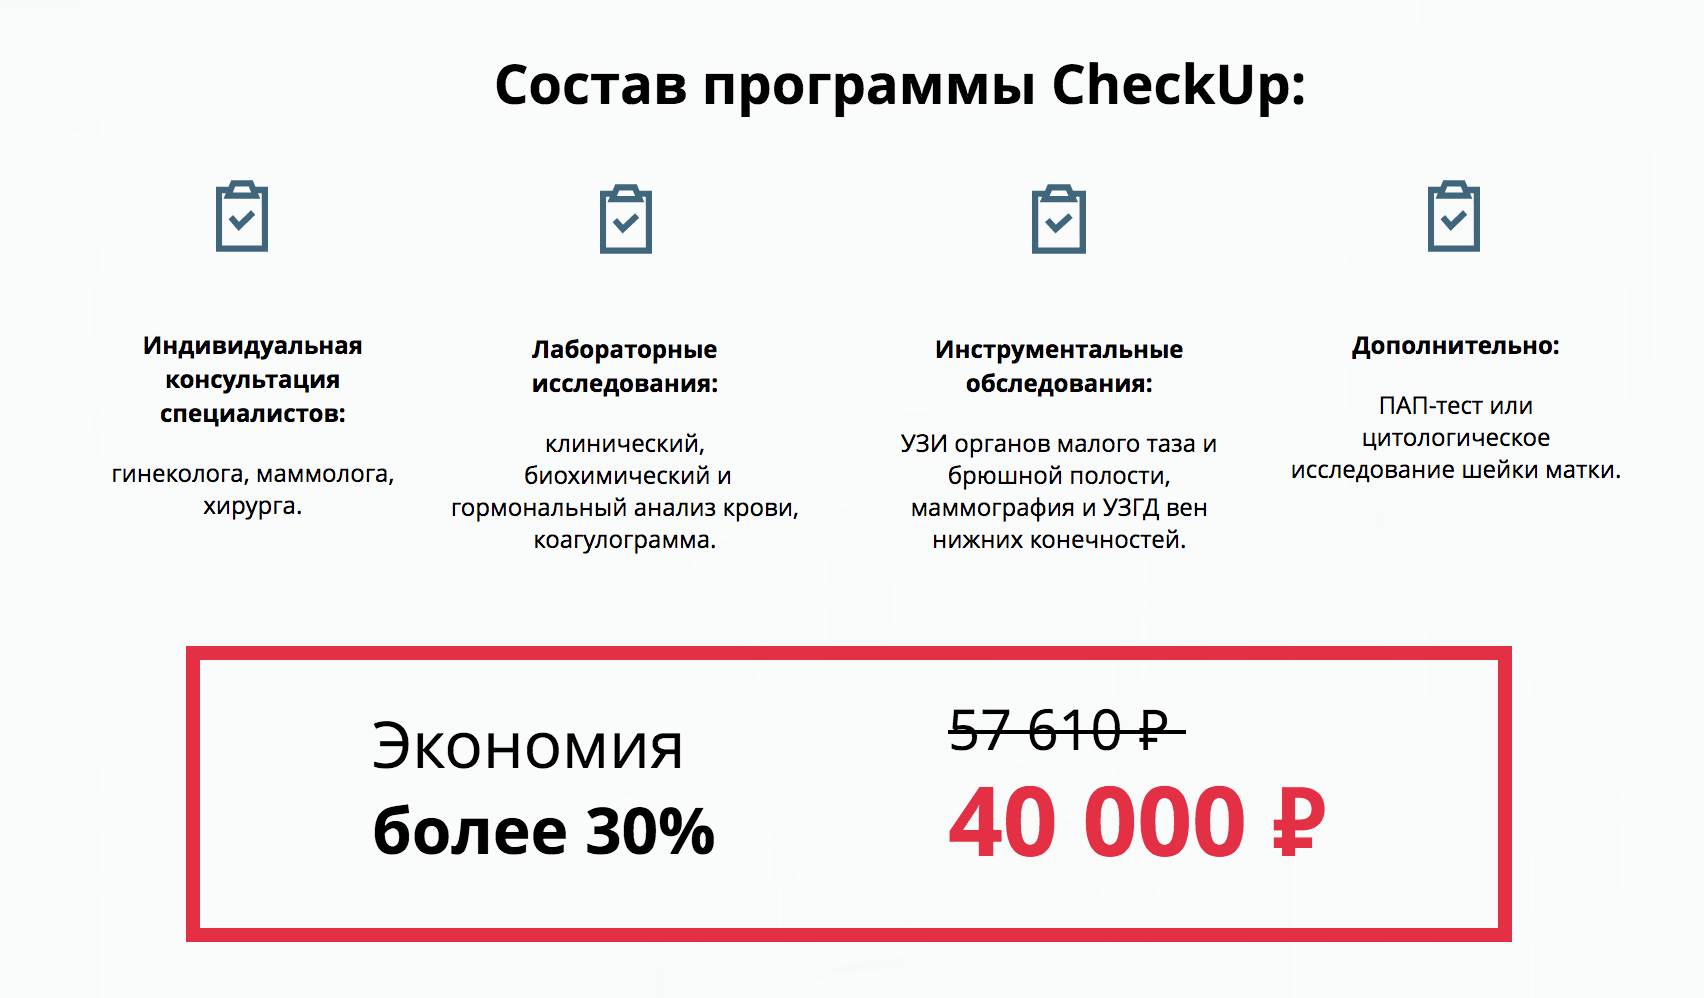 Состав программы CheckUp:
Индивидуальная
консультация
специалистов:
гинеколога, маммолога,
хирурга.
Лабораторные
исследования:
клинический,
биохимический и
гормональный анализ крови,
коагулограмма.
Инструментальные
обследования:
УЗИ органов малого таза и
брюшной полости,
маммография и УЗГД вен
нижних конечностей.
Дополнительно:
ПАП-тест или
цитологическое
исследование шейки матки.
Экономия
более 30%
57 610 ₽
40 000 ₽